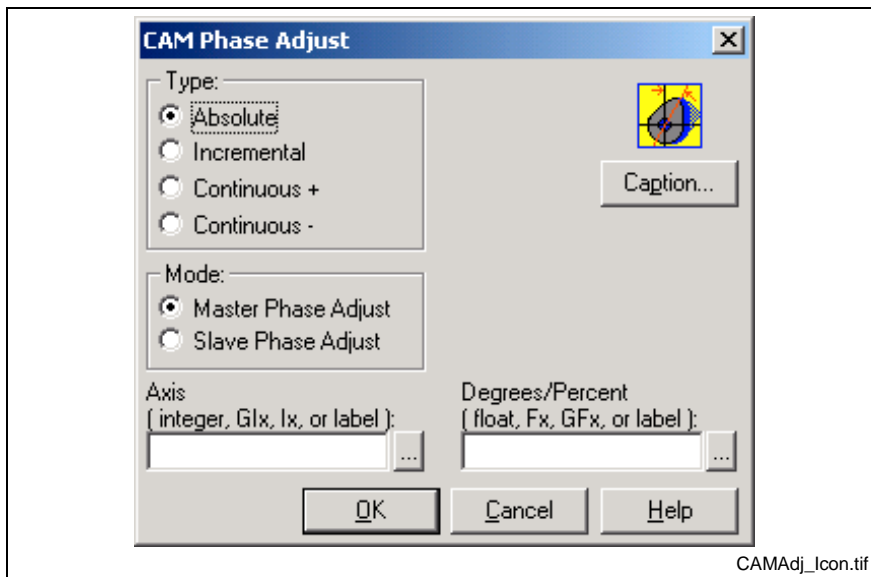 CAM Phase Adjust
Type:
Absolute
Incremental
Continuous +
Continuous -
Caption...
Mode:
Master Phase Adjust
Slave Phase Adjust
Axis
( integer, GIx, Ix, or label ):
...
Degrees/Percent
( float, Fx, GFx, or label ):
...
OK
Cancel
Help
CAMAdj_Icon.tif